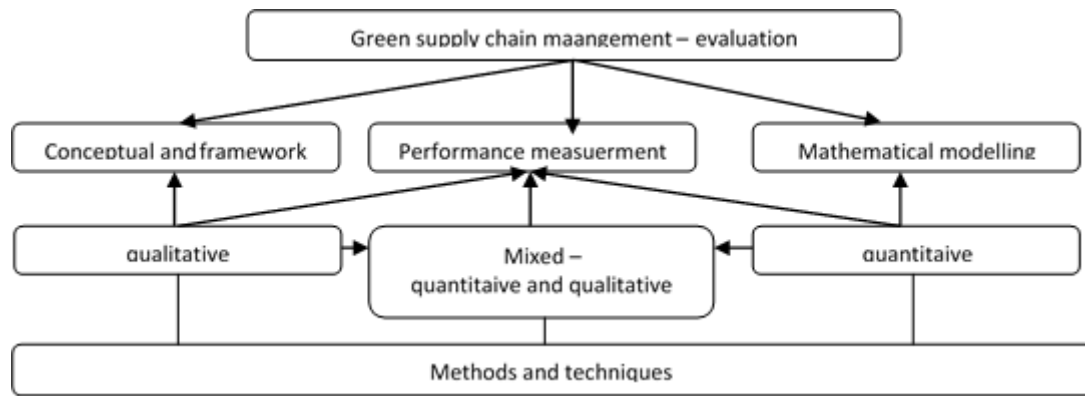 Green supply chain maangement – evaluation
Conceptual and framework
Performance measuerment
Mathematical modelling
qualitative
Mixed –
quantitaive and qualitative
quantitaive
Methods and techniques